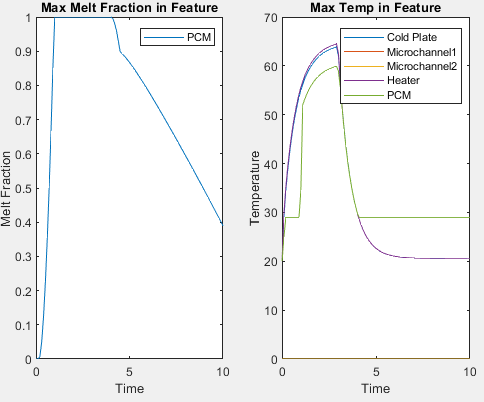 Max Melt Fraction in Feature
PCM
1
0.9
0.8
0.7
0.6
0.5
0.4
0.3
0.2
0.1
0
Melt Fraction
0
5
10
Time
Max Temp in Feature
Cold Plate
Microchannel1
Microchannel2
Heater
PCM
70
60
50
40
30
20
10
0
Temperature
0
5
10
Time